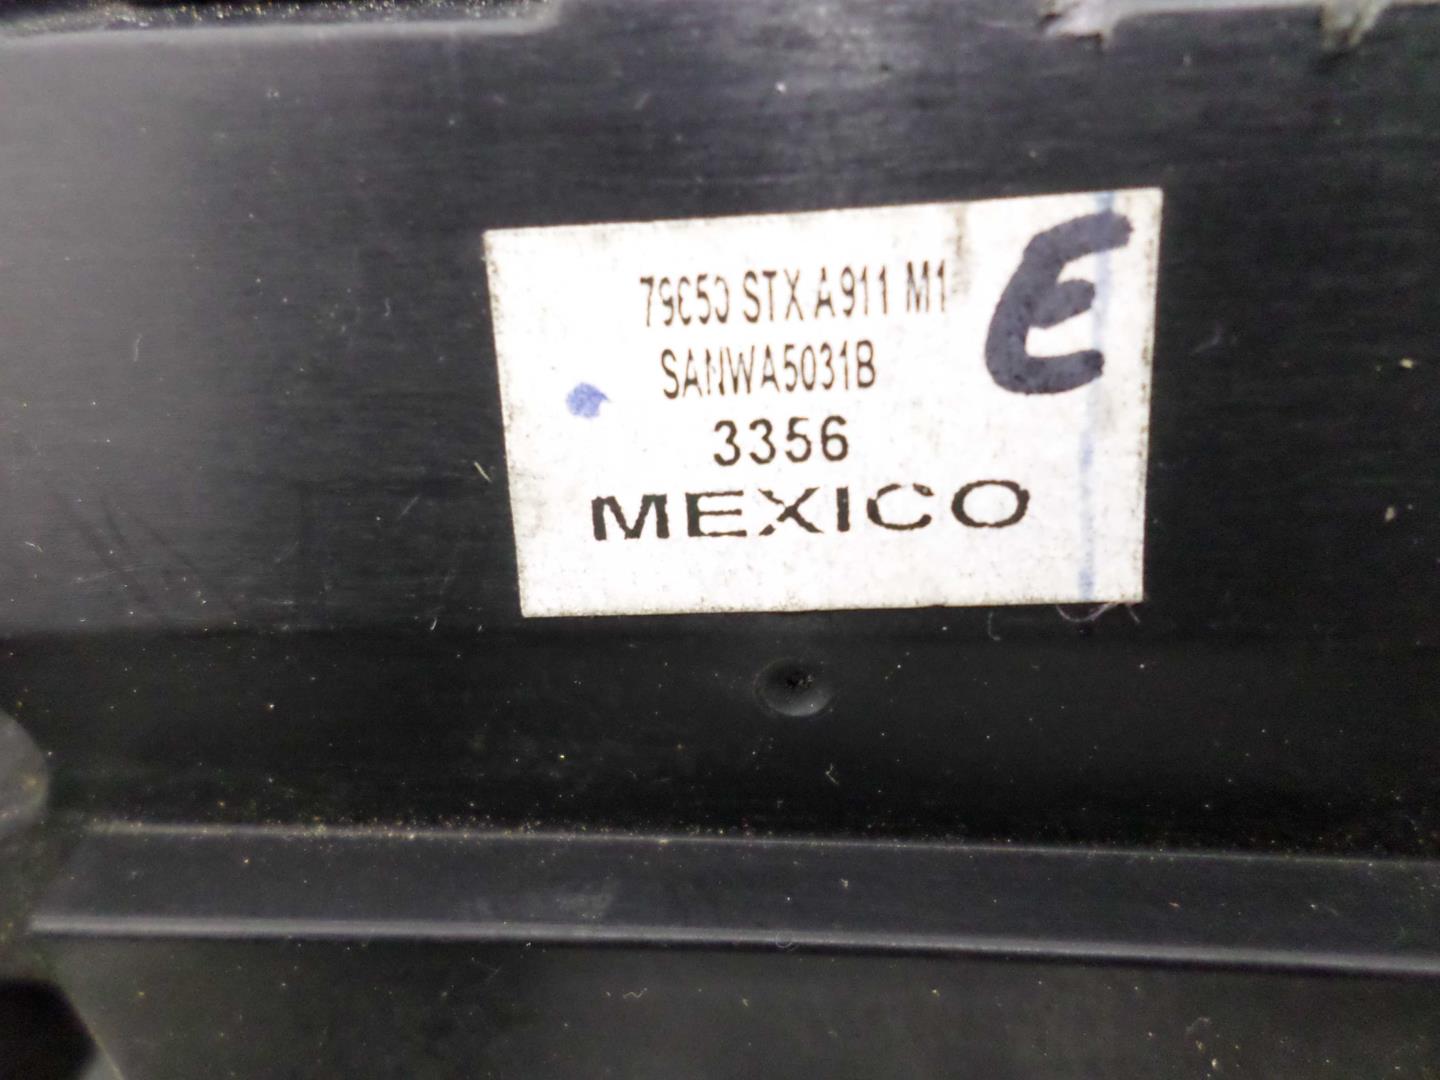 79650 STX A911 M1
E
SANWA5031B
3356
MEXICO